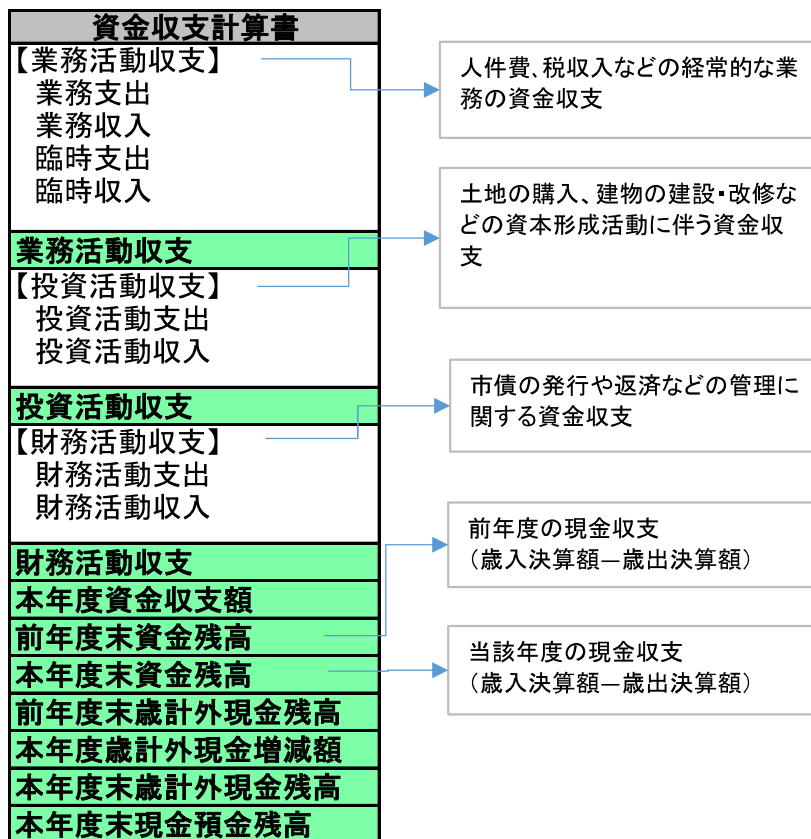 資金収支計算書
【業務活動収支】
業務支出
業務収入
臨時支出
臨時収入
業務活動収支
【投資活動収支】
投資活動支出
投資活動収入
投資活動収支
【財務活動収支】
財務活動支出
財務活動収入
財務活動収支
本年度資金収支額
前年度末資金残高
本年度末資金残高
前年度末歳計外現金残高
本年度歳計外現金増減額
本年度末歳計外現金残高
本年度末現金預金残高
人件費、税収入などの経常的な業
務の資金収支
土地の購入、建物の建設・改修な
どの資本形成活動に伴う資金収
支
市債の発行や返済などの管理に
関する資金収支
前年度の現金収支
（歳入決算額―歳出決算額）
当該年度の現金収支
（歳入決算額―歳出決算額）